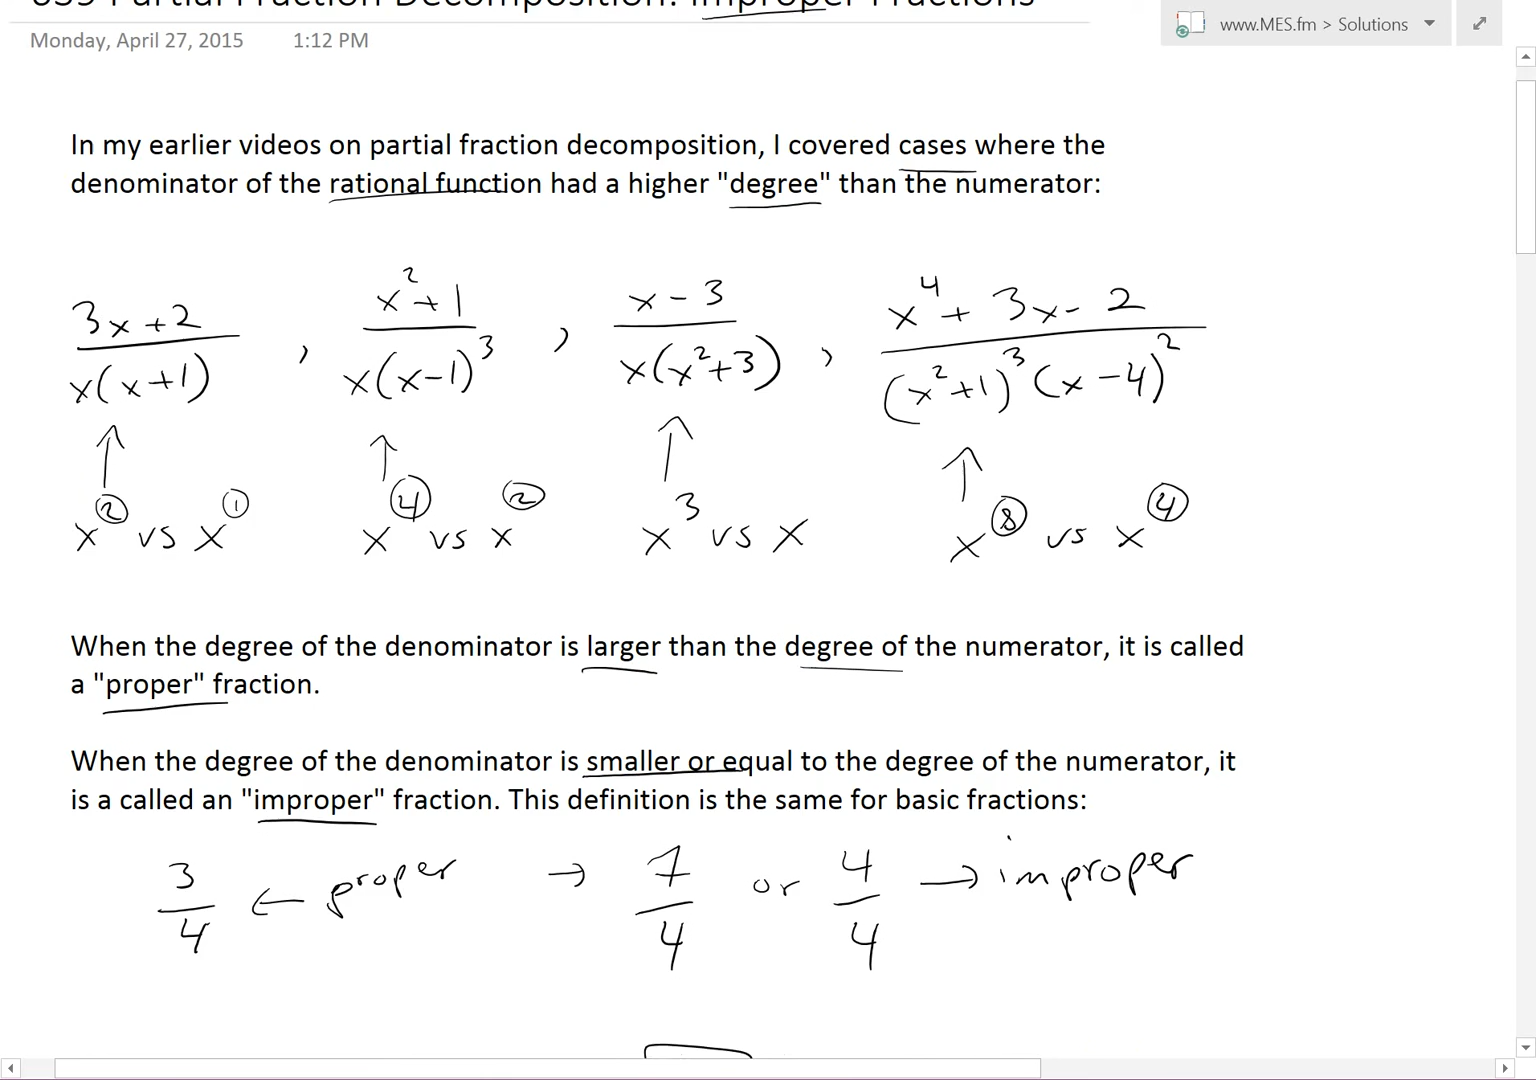 639 Partial Fraction Decomposition: Improper Fractions
Monday, April 27, 2015 1:12 PM
www.MES.fm > Solutions
In my earlier videos on partial fraction decomposition, I covered cases where the
denominator of the rational function had a higher "degree" than the numerator:
3x+2 / x(x+1) , x²+1 / x(x-1)³ , x-3 / x(x²+3) , x⁴+3x-2 / (x²+1)³(x-4)²
↑ ↑ ↑ ↑
x② vs x① x④ vs x② x³ vs x x⑧ vs x④
When the degree of the denominator is larger than the degree of the numerator, it is called
a "proper" fraction.
When the degree of the denominator is smaller or equal to the degree of the numerator, it
is a called an "improper" fraction. This definition is the same for basic fractions:
3/4 ← proper → 7/4 or 4/4 → improper